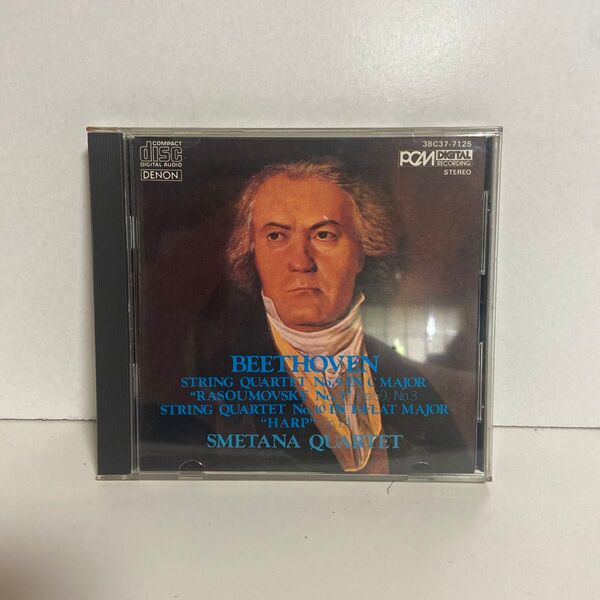 COMPACT
disc
DIGITAL AUDIO
DENON
38C37-7125
PCM DIGITAL
RECORDING
STEREO
BEETHOVEN
STRING QUARTET No. 9 IN C MAJOR
"RASOUMOVSKY No. 3" Op.59, No.3
STRING QUARTET No. 10 IN E-FLAT MAJOR
"HARP"
SMETANA QUARTET